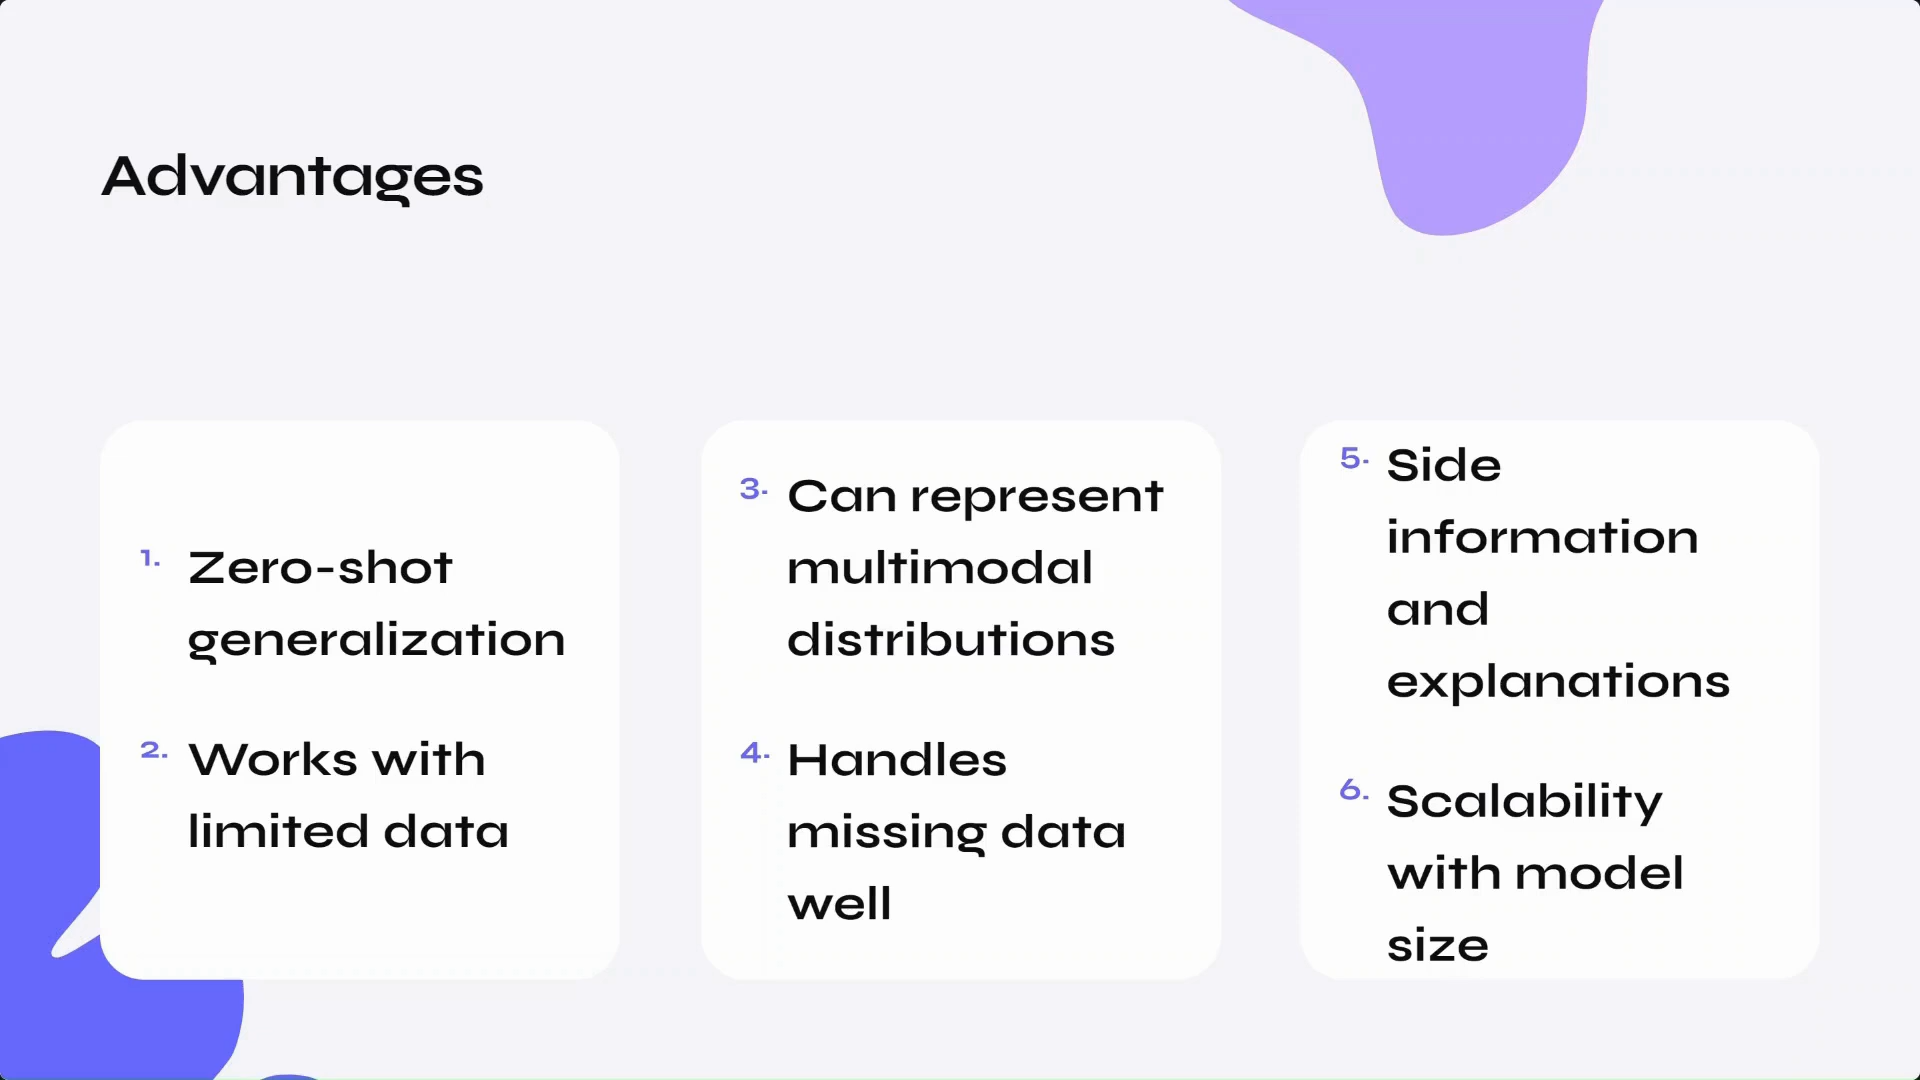 Advantages
1. Zero-shot
generalization
2. Works with
limited data
3. Can represent
multimodal
distributions
4. Handles
missing data
well
5. Side
information
and
explanations
6. Scalability
with model
size